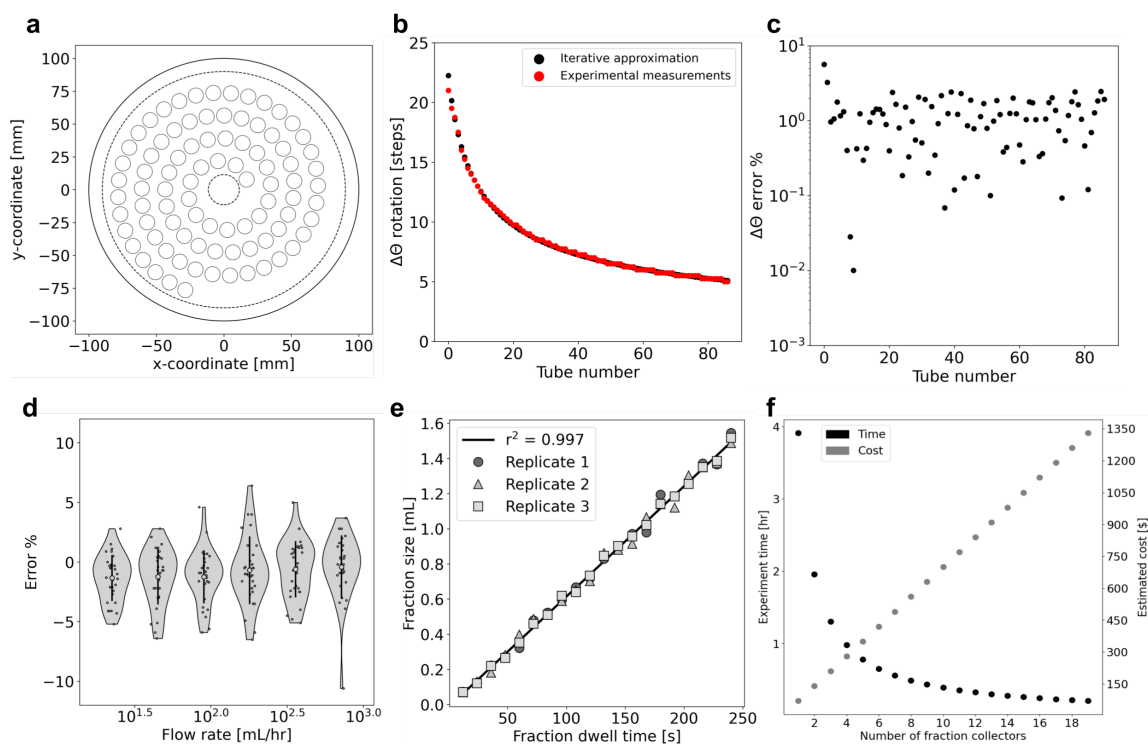 a
100
75
50
25
0
−25
−50
−75
−100
y-coordinate [mm]
−100
−50
0
50
100
x-coordinate [mm]
b
25
20
15
10
5
0
ΔΘ rotation [steps]
Iterative approximation
Experimental measurements
0
20
40
60
80
Tube number
c
10¹
10⁰
10⁻¹
10⁻²
10⁻³
ΔΘ error %
0
20
40
60
80
Tube number
d
10
5
0
−5
−10
Error %
10^1.5
10^2.0
10^2.5
10^3.0
Flow rate [mL/hr]
e
1.6
1.4
1.2
1.0
0.8
0.6
0.4
0.2
0.0
Fraction size [mL]
r² = 0.997
Replicate 1
Replicate 2
Replicate 3
50
100
150
200
250
Fraction dwell time [s]
f
4
3
2
1
Experiment time [hr]
Time
Cost
1350
1200
1050
900
750
600
450
300
150
Estimated cost [$]
2
4
6
8
10
12
14
16
18
Number of fraction collectors